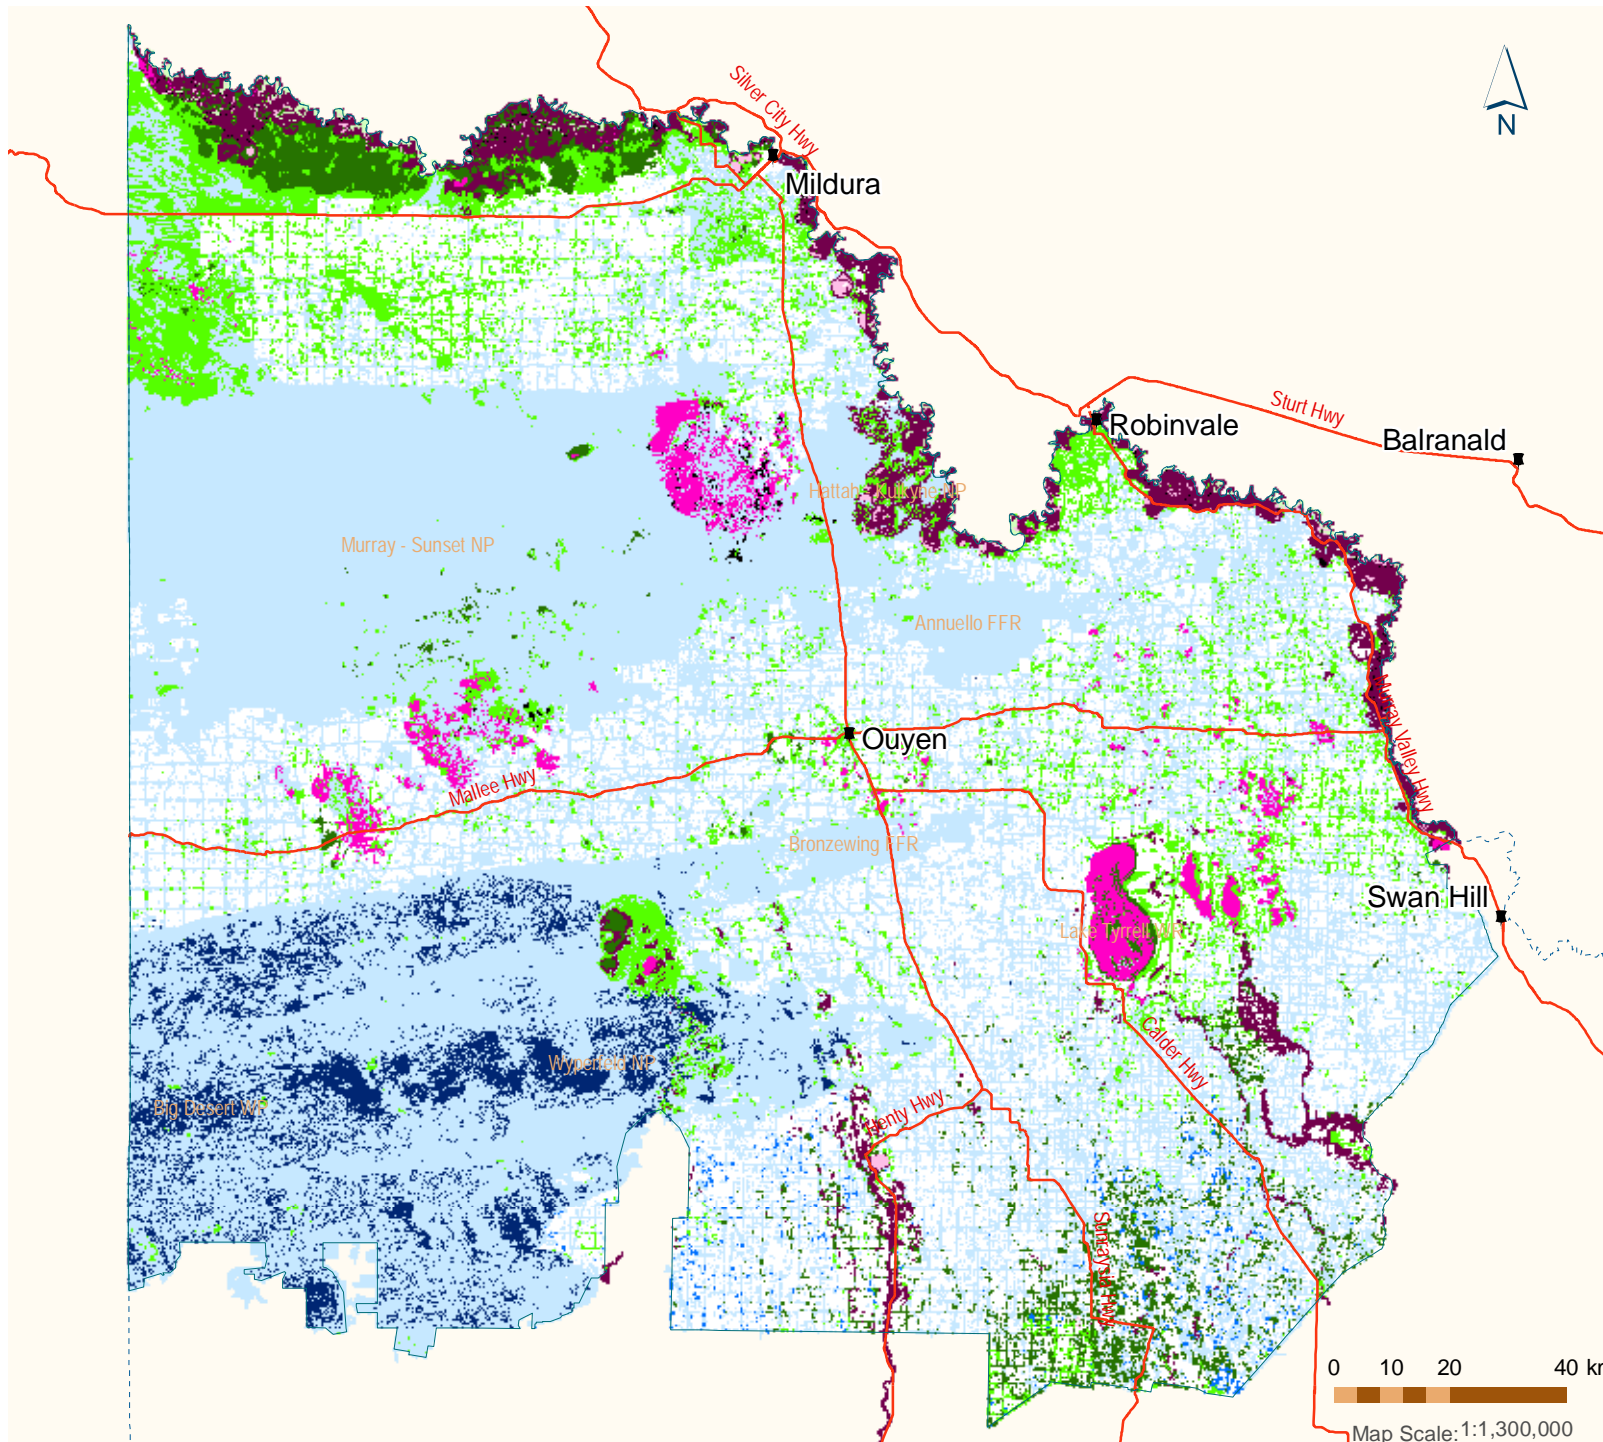 Silver City Hwy
N
Mildura
Sturt Hwy
Robinvale
Balranald
Hattah - Kulkyne NP
Murray - Sunset NP
Annuello FFR
Murray Valley Hwy
Ouyen
Mallee Hwy
Bronzewing FFR
Swan Hill
Lake Tyrrell WR
Calder Hwy
Wyperfeld NP
Big Desert WP
Henty Hwy
Sunraysia Hwy
0 10 20 40 km
Map Scale: 1:1,300,000